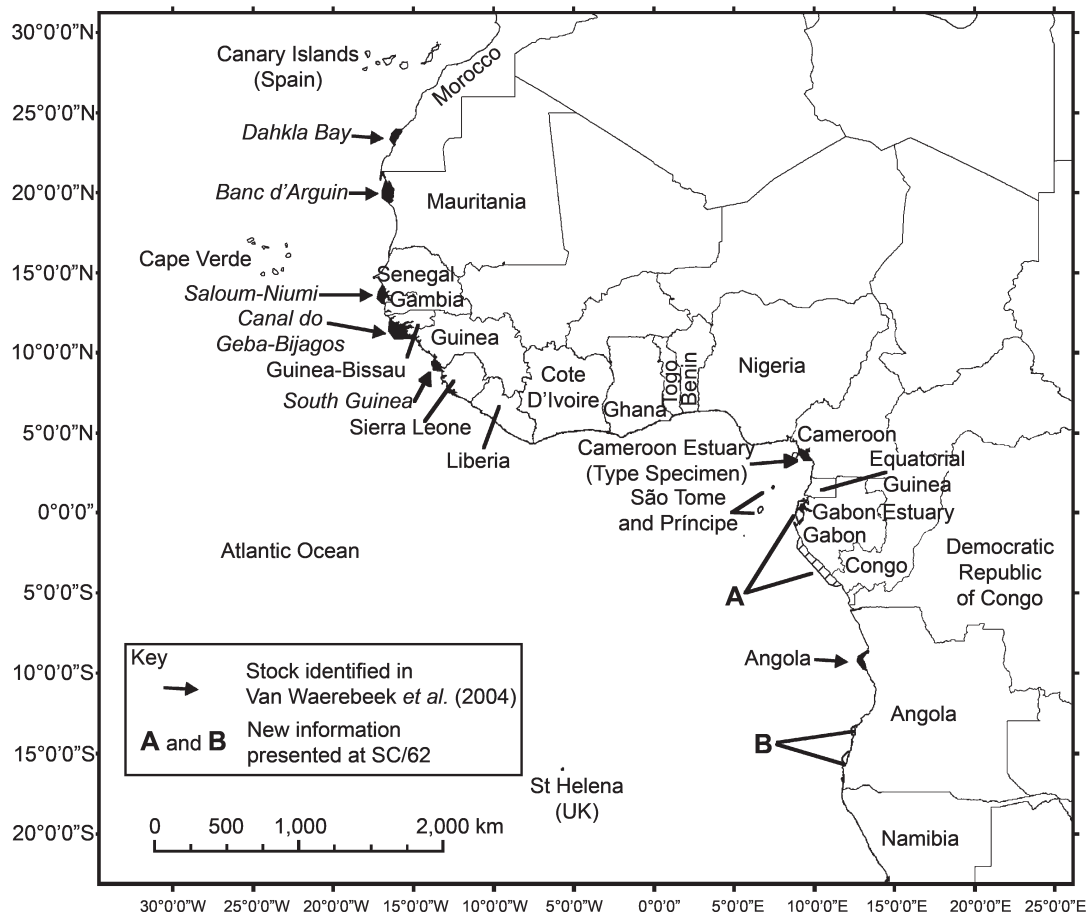 30°0'0"N
25°0'0"N
20°0'0"N
15°0'0"N
10°0'0"N
5°0'0"N
0°0'0"
5°0'0"S
10°0'0"S
15°0'0"S
20°0'0"S
Canary Islands
(Spain)
Morocco
Dahkla Bay
Banc d'Arguin
Mauritania
Cape Verde
Senegal
Saloum-Niumi
Gambia
Canal do
Geba-Bijagos
Guinea
Guinea-Bissau
South Guinea
Sierra Leone
Liberia
Cote
D'Ivoire
Ghana
Togo
Benin
Nigeria
Cameroon
Cameroon Estuary
(Type Specimen)
Equatorial
Guinea
São Tome
and Príncipe
Gabon Estuary
Gabon
Congo
Democratic
Republic
of Congo
Atlantic Ocean
A
Angola
Angola
B
St Helena
(UK)
Namibia
Key
Stock identified in
Van Waerebeek et al. (2004)
A and B
New information
presented at SC/62
0 500 1,000 2,000 km
30°0'0"W 25°0'0"W 20°0'0"W 15°0'0"W 10°0'0"W 5°0'0"W 0°0'0" 5°0'0"E 10°0'0"E 15°0'0"E 20°0'0"E 25°0'0"E